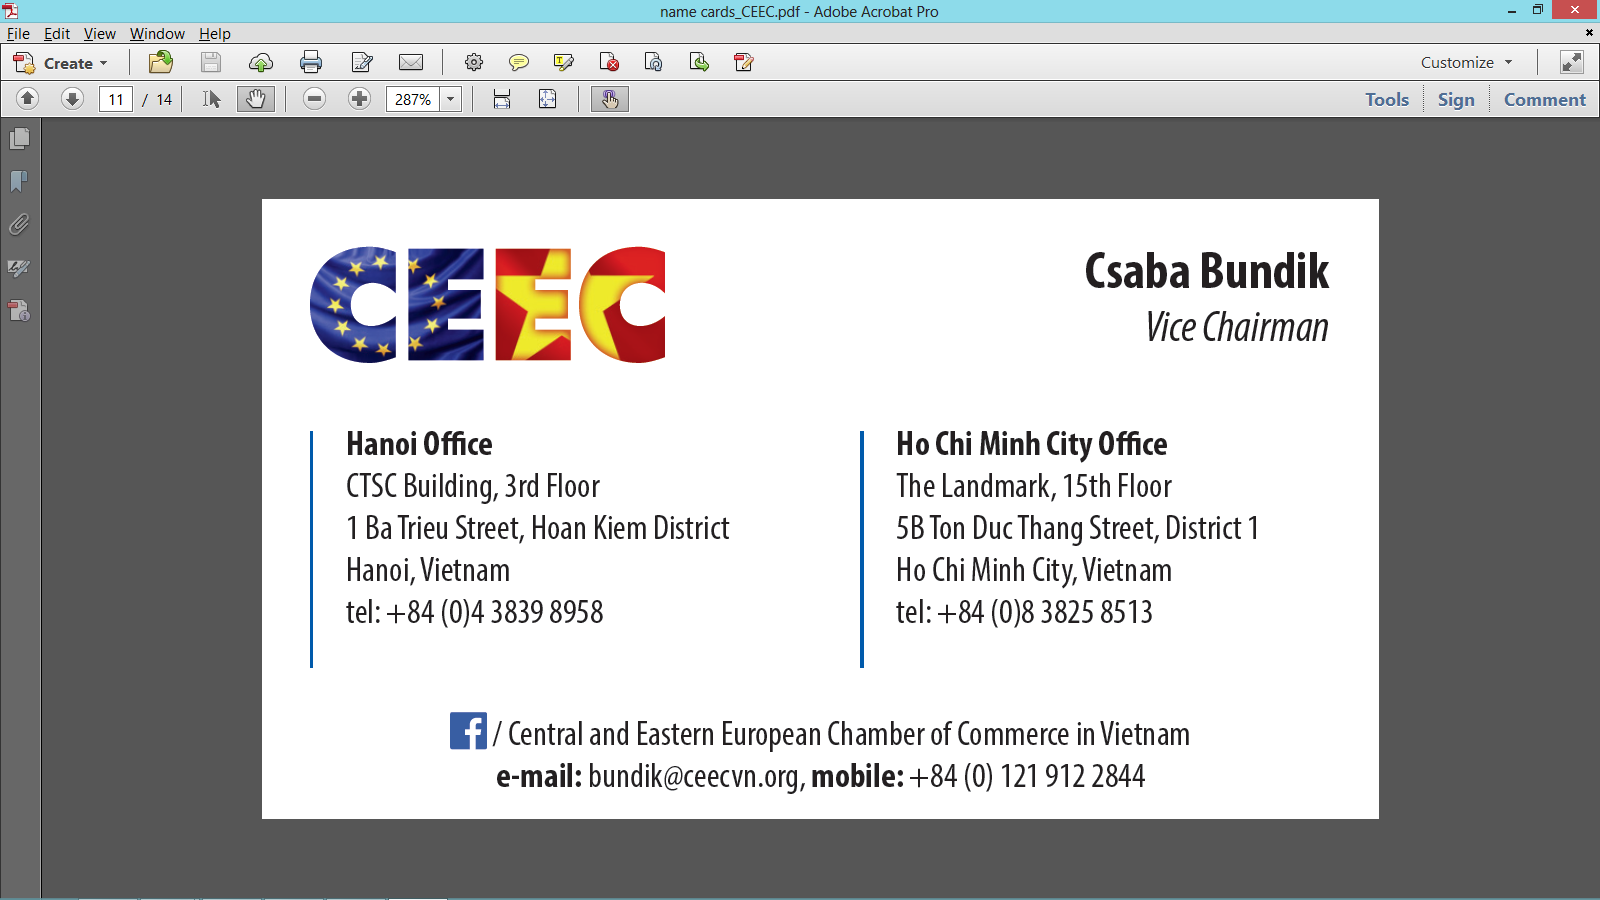 name cards_CEEC.pdf - Adobe Acrobat Pro
File Edit View Window Help
Create Customize
11 / 14 287% Tools Sign Comment
CEEC
Csaba Bundik
Vice Chairman
Hanoi Office
CTSC Building, 3rd Floor
1 Ba Trieu Street, Hoan Kiem District
Hanoi, Vietnam
tel: +84 (0)4 3839 8958
Ho Chi Minh City Office
The Landmark, 15th Floor
5B Ton Duc Thang Street, District 1
Ho Chi Minh City, Vietnam
tel: +84 (0)8 3825 8513
f / Central and Eastern European Chamber of Commerce in Vietnam
e-mail: bundik@ceecvn.org, mobile: +84 (0) 121 912 2844